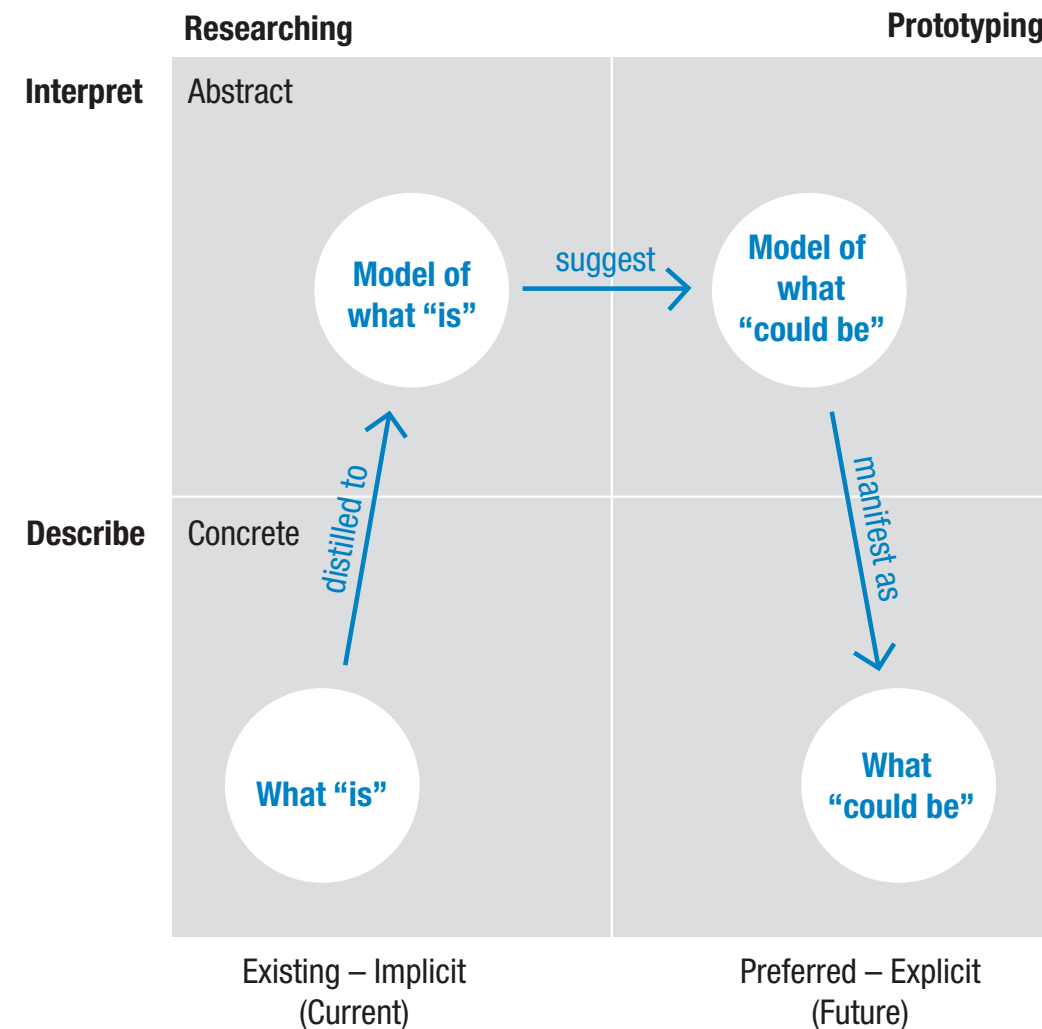 Researching
Prototyping
Interpret
Abstract
Model of
what “is”
suggest
Model of
what
“could be”
distilled to
manifest as
Describe
Concrete
What “is”
What
“could be”
Existing – Implicit
(Current)
Preferred – Explicit
(Future)